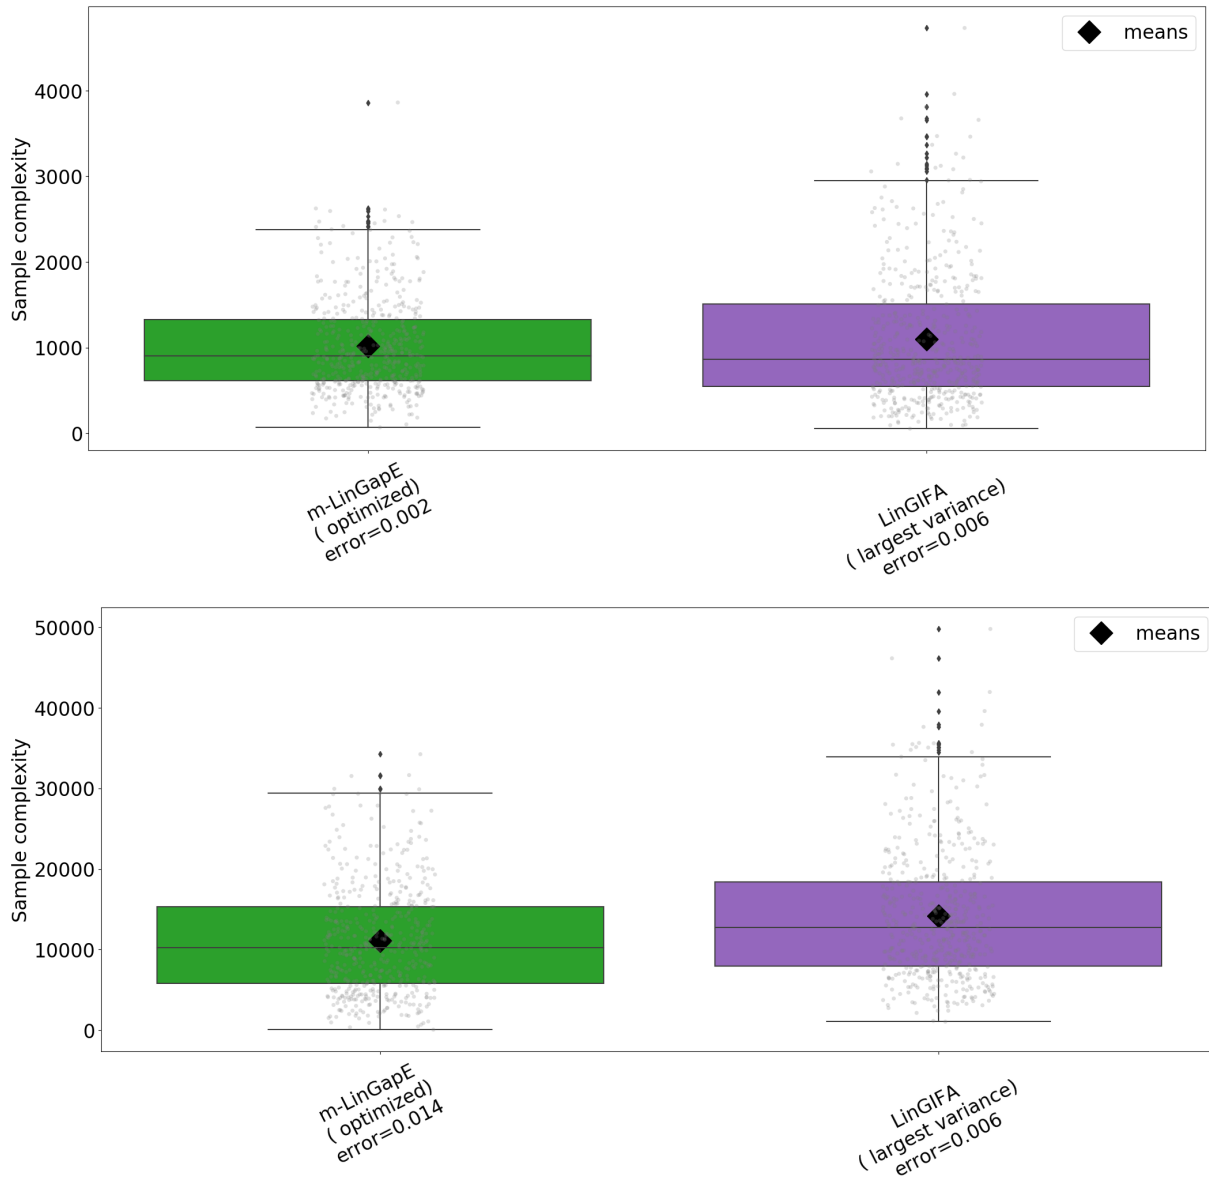 means
4000
3000
2000
1000
0
Sample complexity
m-LinGapE
( optimized)
error=0.002
LinGIFA
( largest variance)
error=0.006
means
50000
40000
30000
20000
10000
0
Sample complexity
m-LinGapE
( optimized)
error=0.014
LinGIFA
( largest variance)
error=0.006